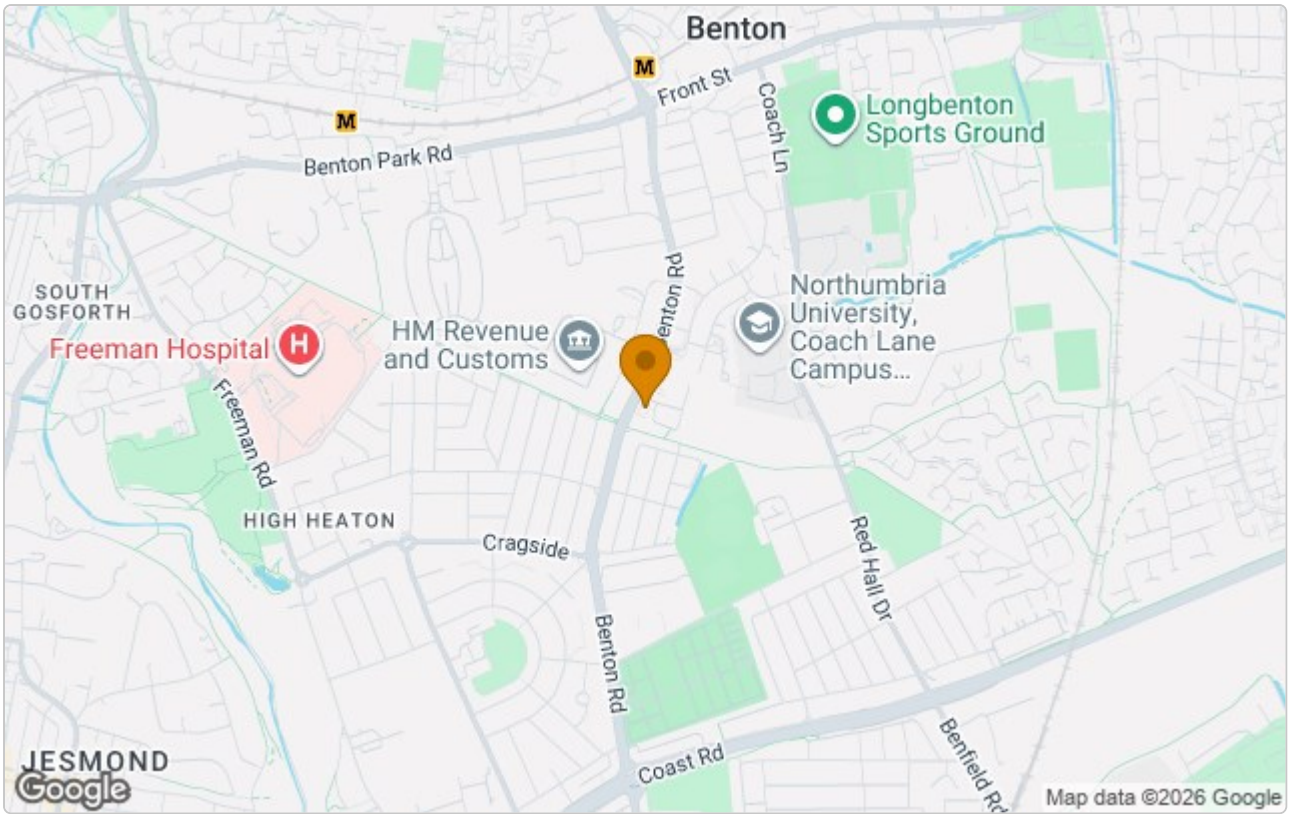 Benton
M
Front St
M
Benton Park Rd
Coach Ln
Longbenton
Sports Ground
Benton Rd
SOUTH
GOSFORTH
H
Freeman Hospital
HM Revenue
and Customs
Northumbria
University,
Coach Lane
Campus...
Freeman Rd
HIGH HEATON
Cragside
Red Hall Dr
Benton Rd
Coast Rd
Benfield Rd
JESMOND
Google
Map data ©2026 Google